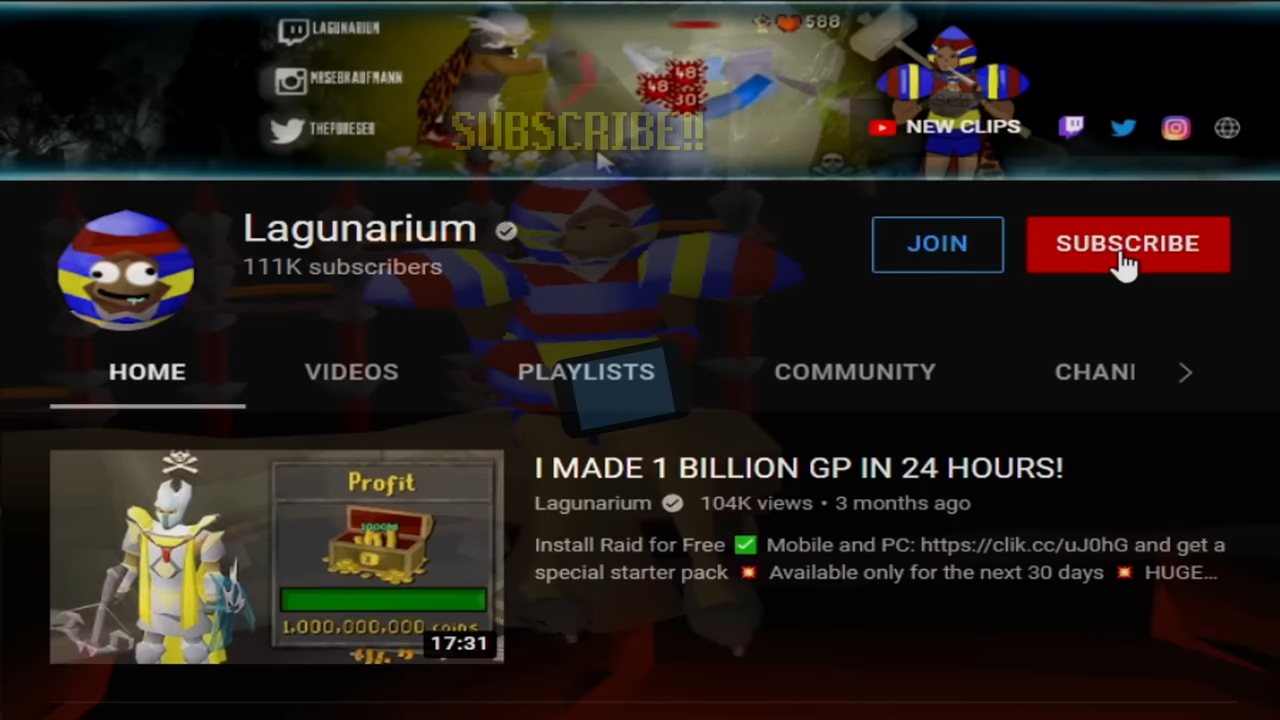 LAGUNARIUM
588
MRSEBKAUFMANN
48
48
30
THEPURESEB
SUBSCRIBE!!
NEW CLIPS
Lagunarium
111K subscribers
JOIN
SUBSCRIBE
HOME
VIDEOS
PLAYLISTS
COMMUNITY
CHANI
I MADE 1 BILLION GP IN 24 HOURS!
Lagunarium
104K views • 3 months ago
Install Raid for Free ✅ Mobile and PC: https://clik.cc/uJ0hG and get a
special starter pack 💥 Available only for the next 30 days 💥 HUGE...
Profit
1,000,000,000 coins
17:31